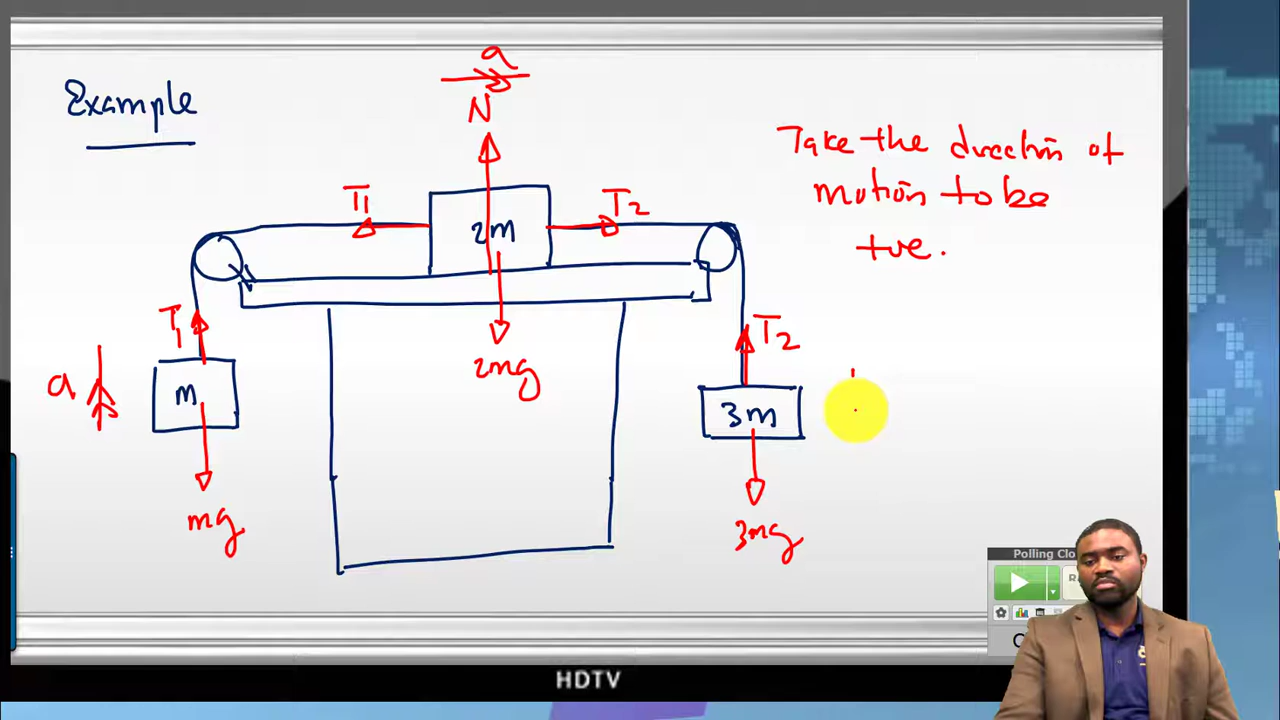 Example
a
N
Take the direction of
motion to be
+ve.
T1
2m
T2
T1
T2
a
m
2mg
3m
mg
3mg
Polling Clo
HDTV